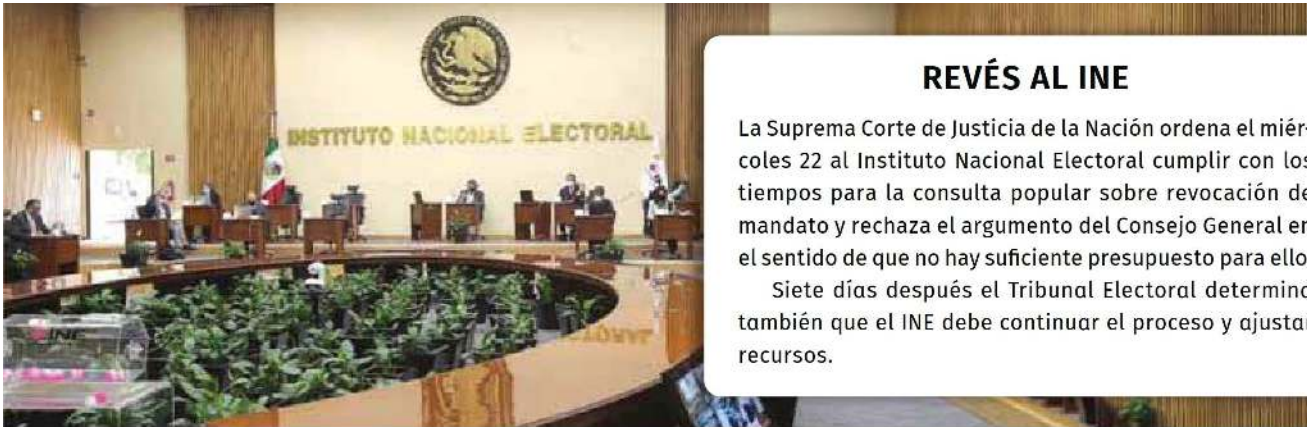 INSTITUTO NACIONAL ELECTORAL
INE
REVÉS AL INE
La Suprema Corte de Justicia de la Nación ordena el miér-
coles 22 al Instituto Nacional Electoral cumplir con los
tiempos para la consulta popular sobre revocación de
mandato y rechaza el argumento del Consejo General en
el sentido de que no hay suficiente presupuesto para ello
Siete días después el Tribunal Electoral determina
también que el INE debe continuar el proceso y ajustar
recursos.